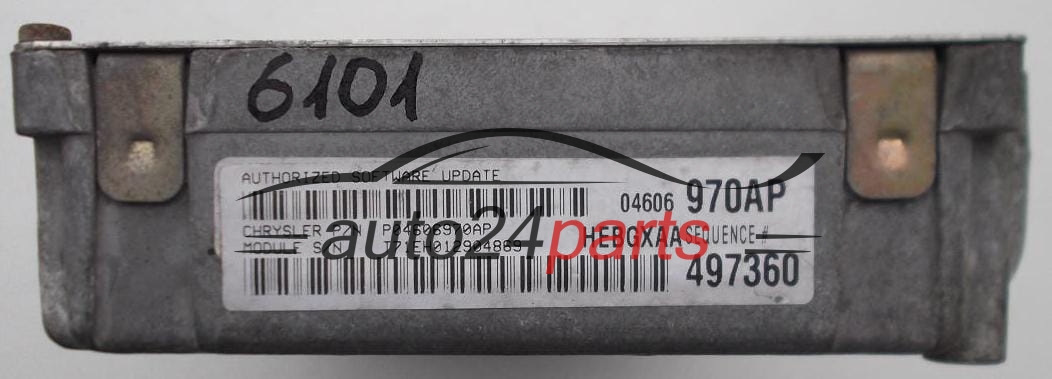 6101
AUTHORIZED SOFTWARE UPDATE
04606 970AP
CHRYSLER P/N P04606970AP
HEBGXAA SEQUENCE #
MODULE S/N T71EH012904869
497360
auto24parts